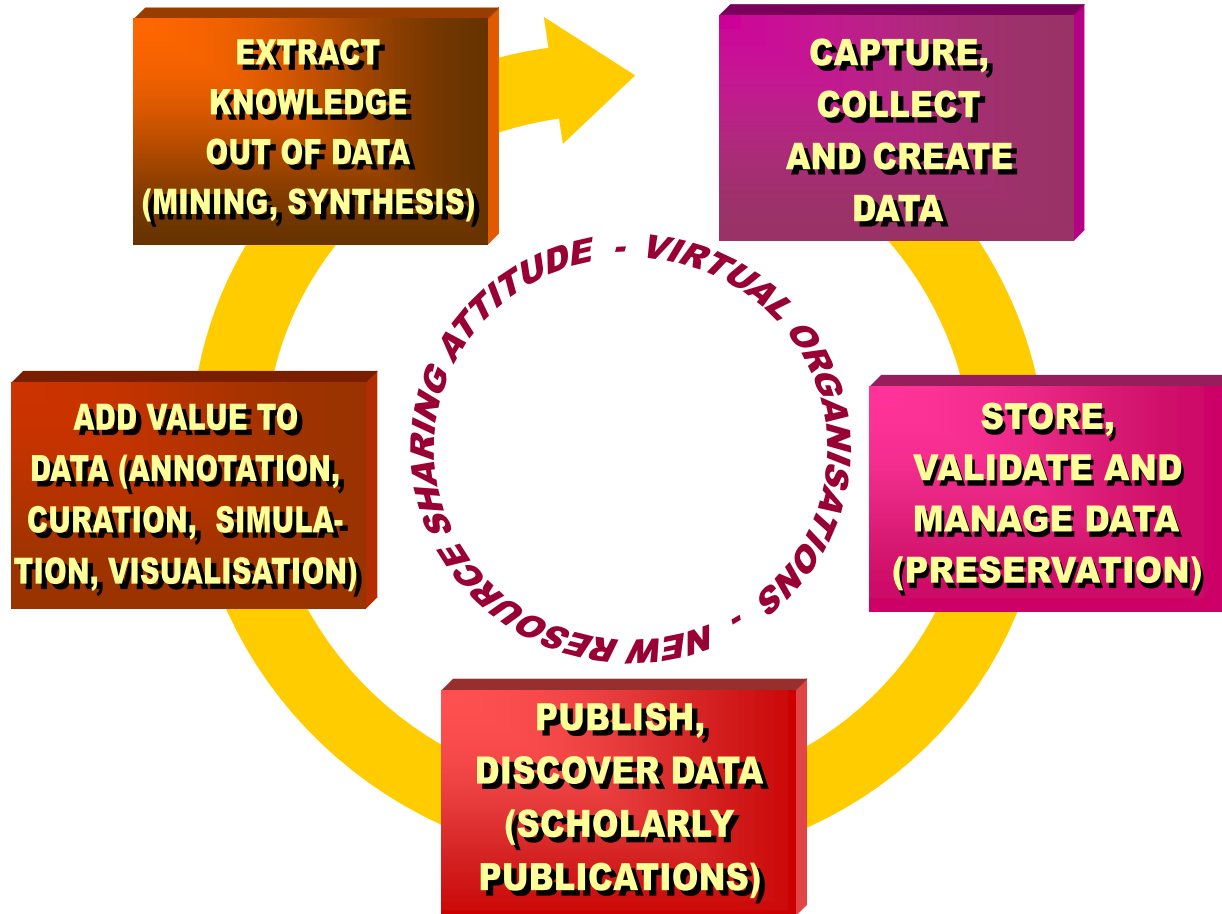 EXTRACT
KNOWLEDGE
OUT OF DATA
(MINING, SYNTHESIS)
CAPTURE,
COLLECT
AND CREATE
DATA
STORE,
VALIDATE AND
MANAGE DATA
(PRESERVATION)
PUBLISH,
DISCOVER DATA
(SCHOLARLY
PUBLICATIONS)
ADD VALUE TO
DATA (ANNOTATION,
CURATION, SIMULA-
TION, VISUALISATION)
VIRTUAL ORGANISATIONS - NEW RESOURCE SHARING ATTITUDE -